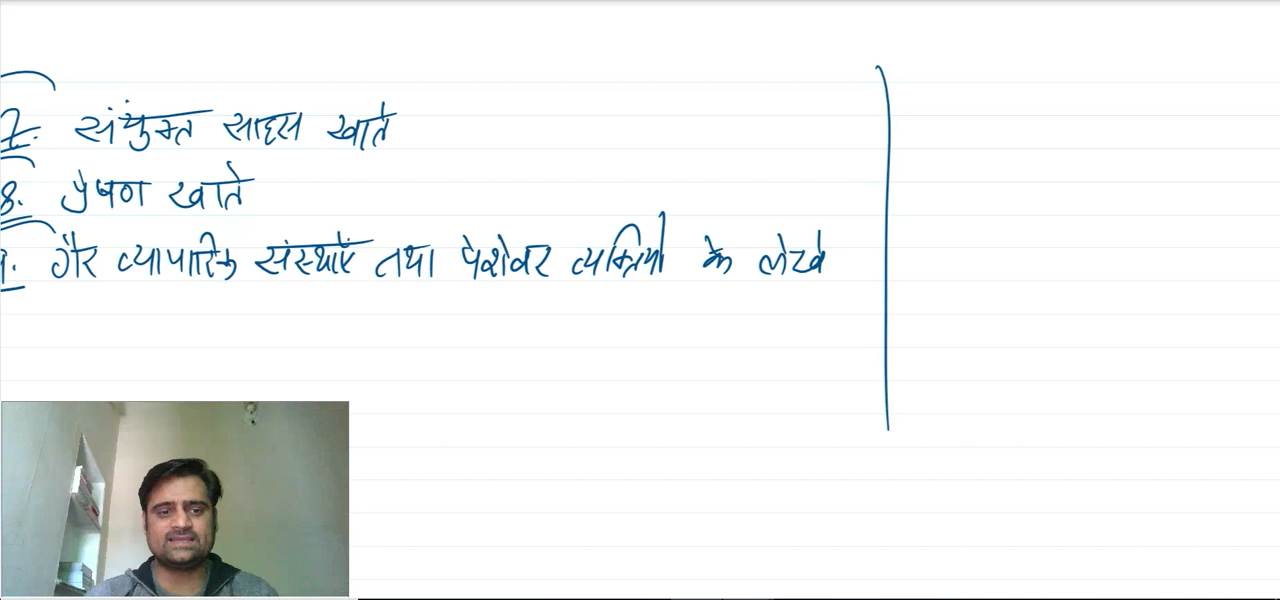 7. संयुक्त साहस खाते
8. प्रेषण खाते
9. गैर व्यापारिक संस्थाएं तथा पेशेवर व्यक्तियों के लेखे